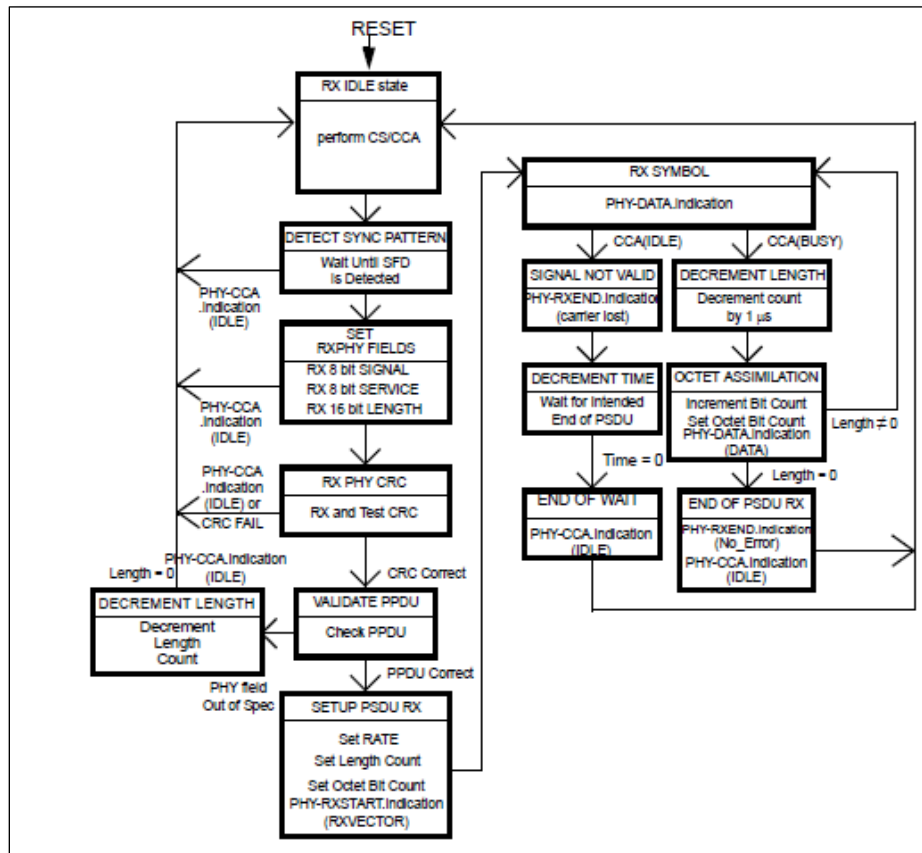 RESET
RX IDLE state
perform CS/CCA
DETECT SYNC PATTERN
Wait Until SFD
is Detected
PHY-CCA
.Indication
(IDLE)
SET
RXPHY FIELDS
RX 8 bit SIGNAL
RX 8 bit SERVICE
RX 16 bit LENGTH
PHY-CCA
.Indication
(IDLE)
PHY-CCA
.Indication
(IDLE) or
CRC FAIL
RX PHY CRC
RX and Test CRC
PHY-CCA.Indication
(IDLE)
Length = 0
CRC Correct
DECREMENT LENGTH
Decrement
Length
Count
VALIDATE PPDU
Check PPDU
PHY field
Out of Spec
PPDU Correct
SETUP PSDU RX
Set RATE
Set Length Count
Set Octet Bit Count
PHY-RXSTART.Indication
(RXVECTOR)
RX SYMBOL
PHY-DATA.Indication
CCA(IDLE)
CCA(BUSY)
SIGNAL NOT VALID
PHY-RXEND.Indication
(carrier lost)
DECREMENT LENGTH
Decrement count
by 1 μs
DECREMENT TIME
Wait for Intended
End of PSDU
OCTET ASSIMILATION
Increment Bit Count
Set Octet Bit Count
PHY-DATA.Indication
(DATA)
Length ≠ 0
Time = 0
Length = 0
END OF WAIT
PHY-CCA.Indication
(IDLE)
END OF PSDU RX
PHY-RXEND.Indication
(No_Error)
PHY-CCA.Indication
(IDLE)